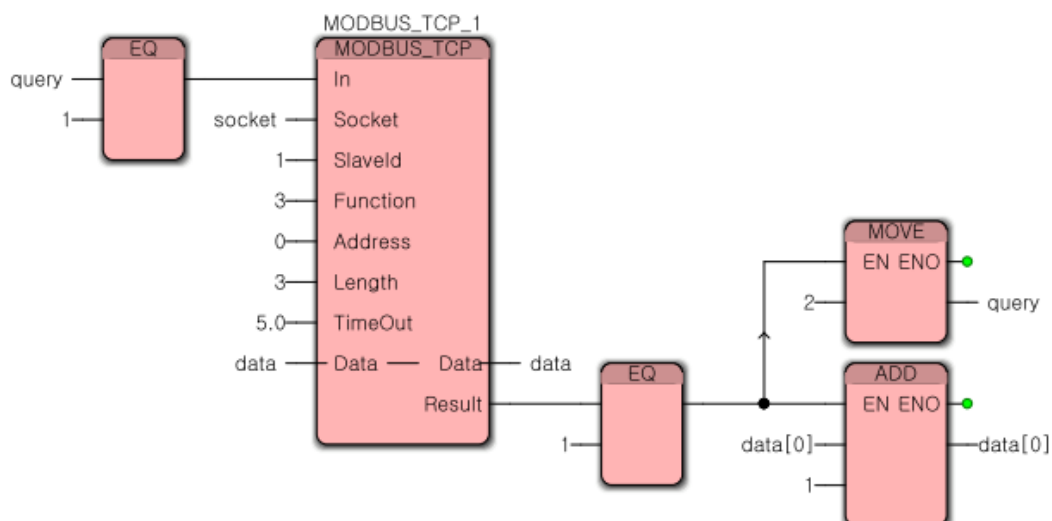 MODBUS_TCP_1
EQ
MODBUS_TCP
query
In
1
socket
Socket
1
SlaveId
3
Function
0
Address
3
Length
5.0
TimeOut
data
Data
Data
data
Result
EQ
1
MOVE
EN ENO
2
query
ADD
EN ENO
data[0]
data[0]
1